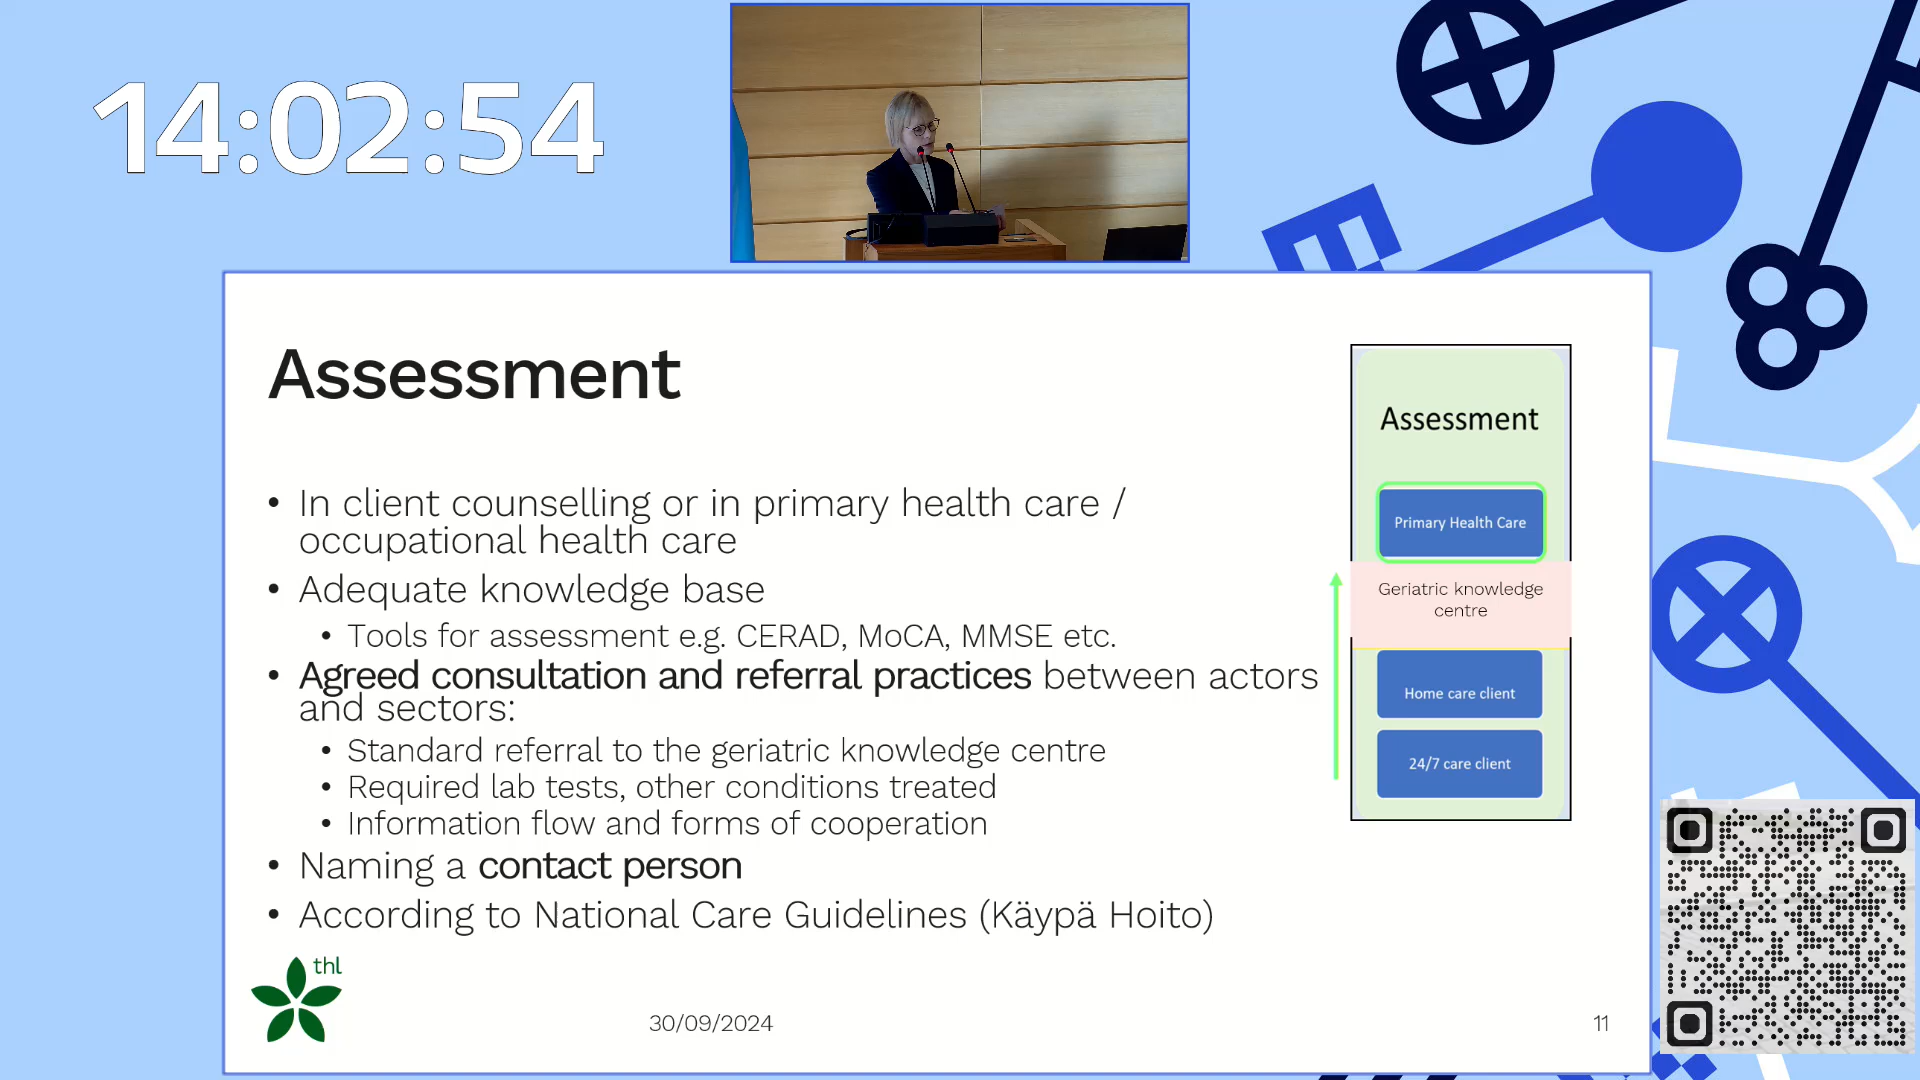 14:02:54
Assessment
• In client counselling or in primary health care /
occupational health care
• Adequate knowledge base
• Tools for assessment e.g. CERAD, MoCA, MMSE etc.
• Agreed consultation and referral practices between actors
and sectors:
• Standard referral to the geriatric knowledge centre
• Required lab tests, other conditions treated
• Information flow and forms of cooperation
• Naming a contact person
• According to National Care Guidelines (Käypä Hoito)
Assessment
Primary Health Care
Geriatric knowledge
centre
Home care client
24/7 care client
thl
30/09/2024
11